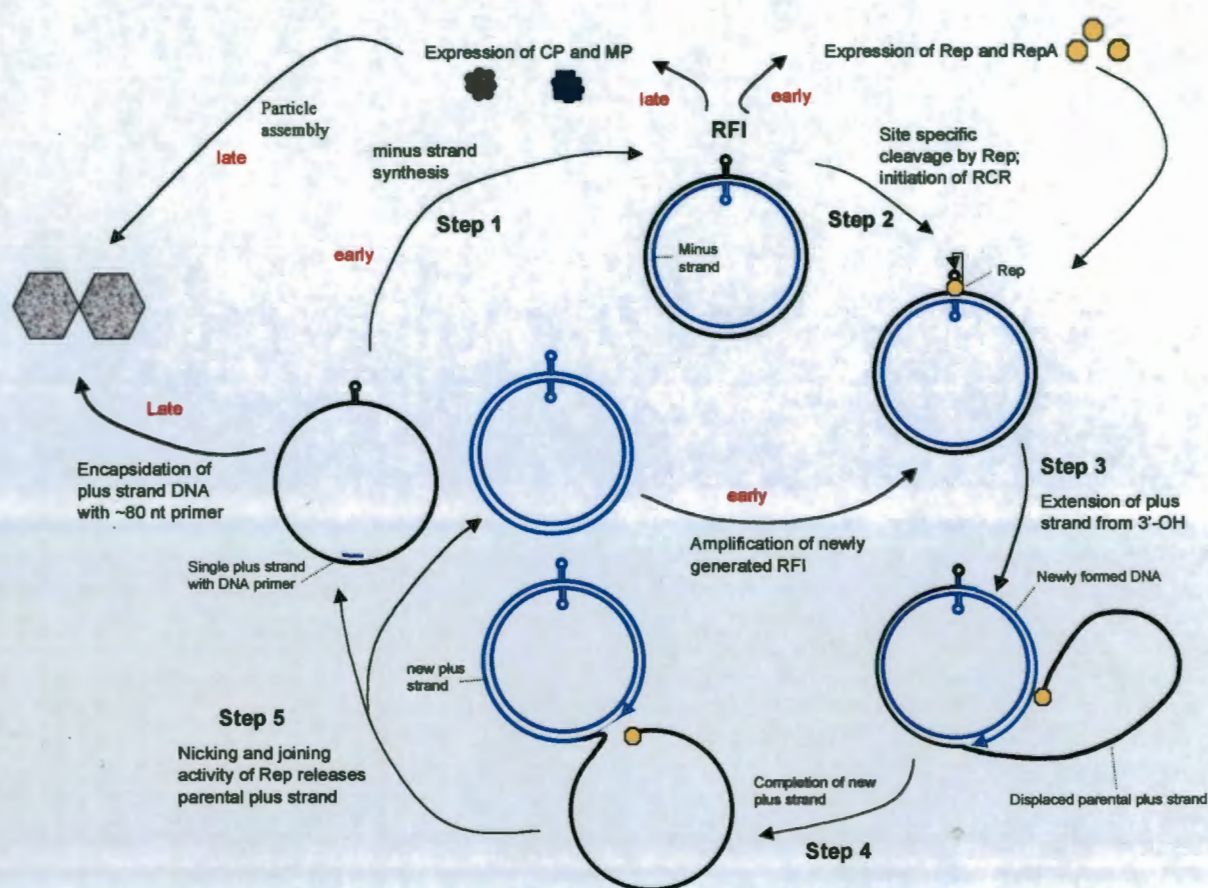 Expression of CP and MP
Expression of Rep and RepA
late
early
RFI
Particle
assembly
late
minus strand
synthesis
Step 1
early
Site specific
cleavage by Rep;
initiation of RCR
Step 2
Minus
strand
Rep
Late
Encapsidation of
plus strand DNA
with ~80 nt primer
Single plus strand
with DNA primer
early
Amplification of newly
generated RFI
Step 3
Extension of plus
strand from 3'-OH
Newly formed DNA
new plus
strand
Step 5
Nicking and joining
activity of Rep releases
parental plus strand
Completion of new
plus strand
Step 4
Displaced parental plus strand